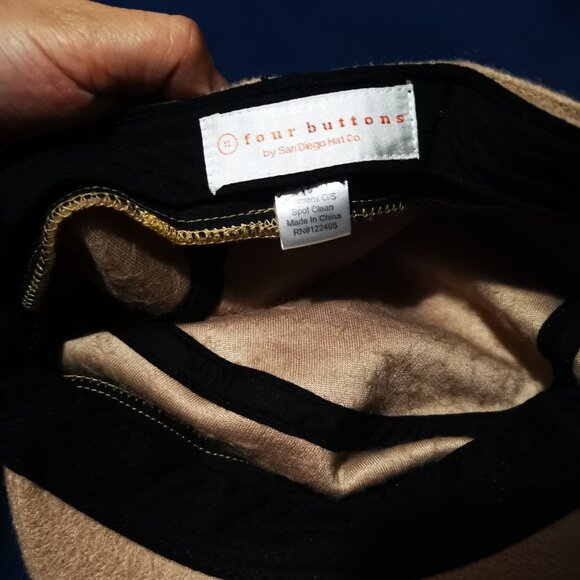 four buttons
by San Diego Hat Co.
Womens O/S
Spot Clean
Made In China
RN#122405